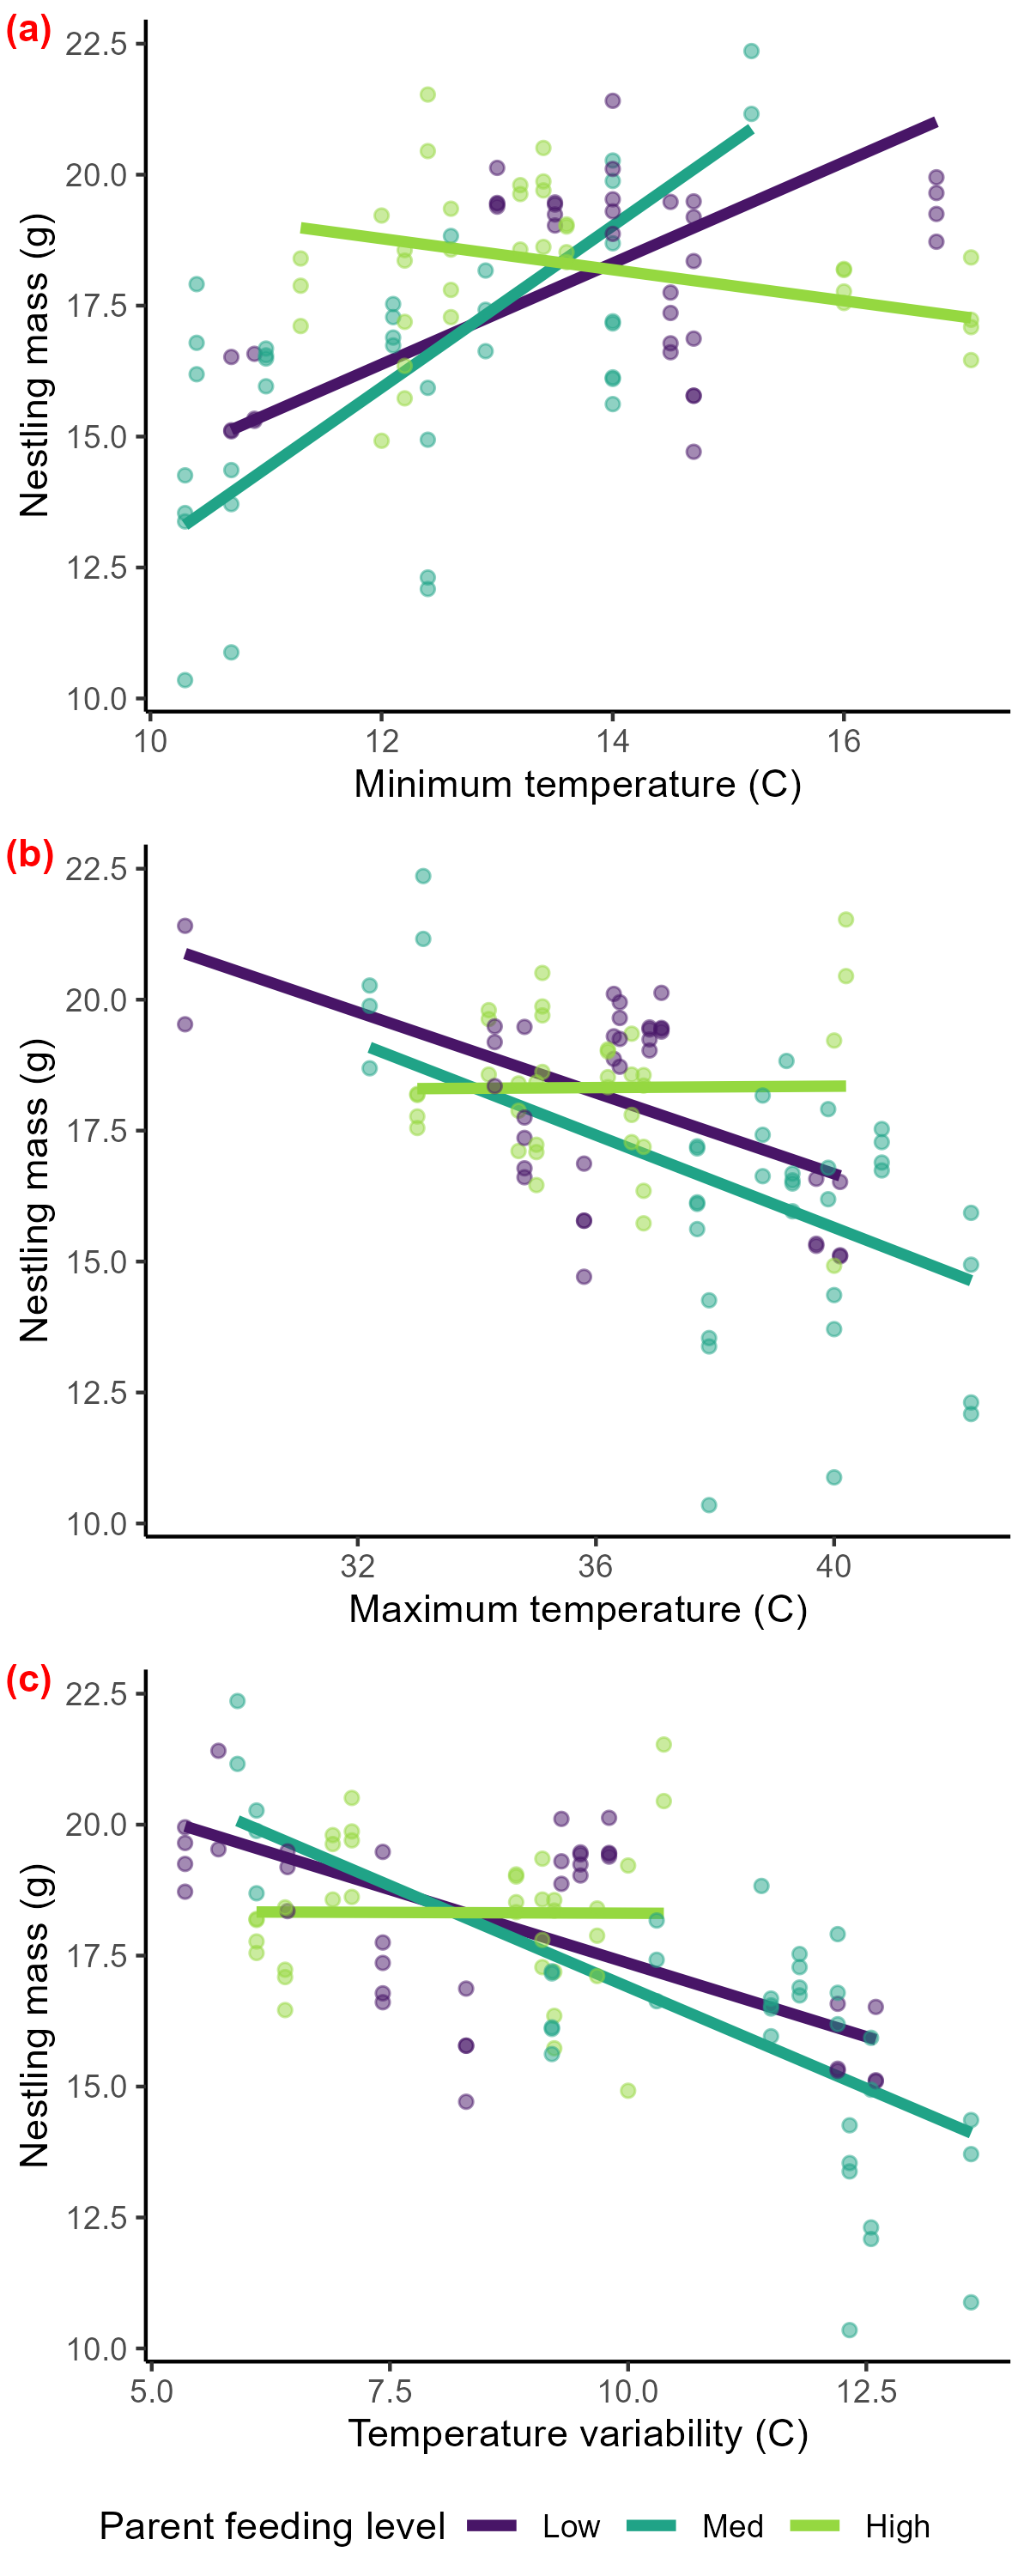 (a)
22.5
20.0
17.5
15.0
12.5
10.0
Nestling mass (g)
10 12 14 16
Minimum temperature (C)
(b)
22.5
20.0
17.5
15.0
12.5
10.0
Nestling mass (g)
32 36 40
Maximum temperature (C)
(c)
22.5
20.0
17.5
15.0
12.5
10.0
Nestling mass (g)
5.0 7.5 10.0 12.5
Temperature variability (C)
Parent feeding level Low Med High